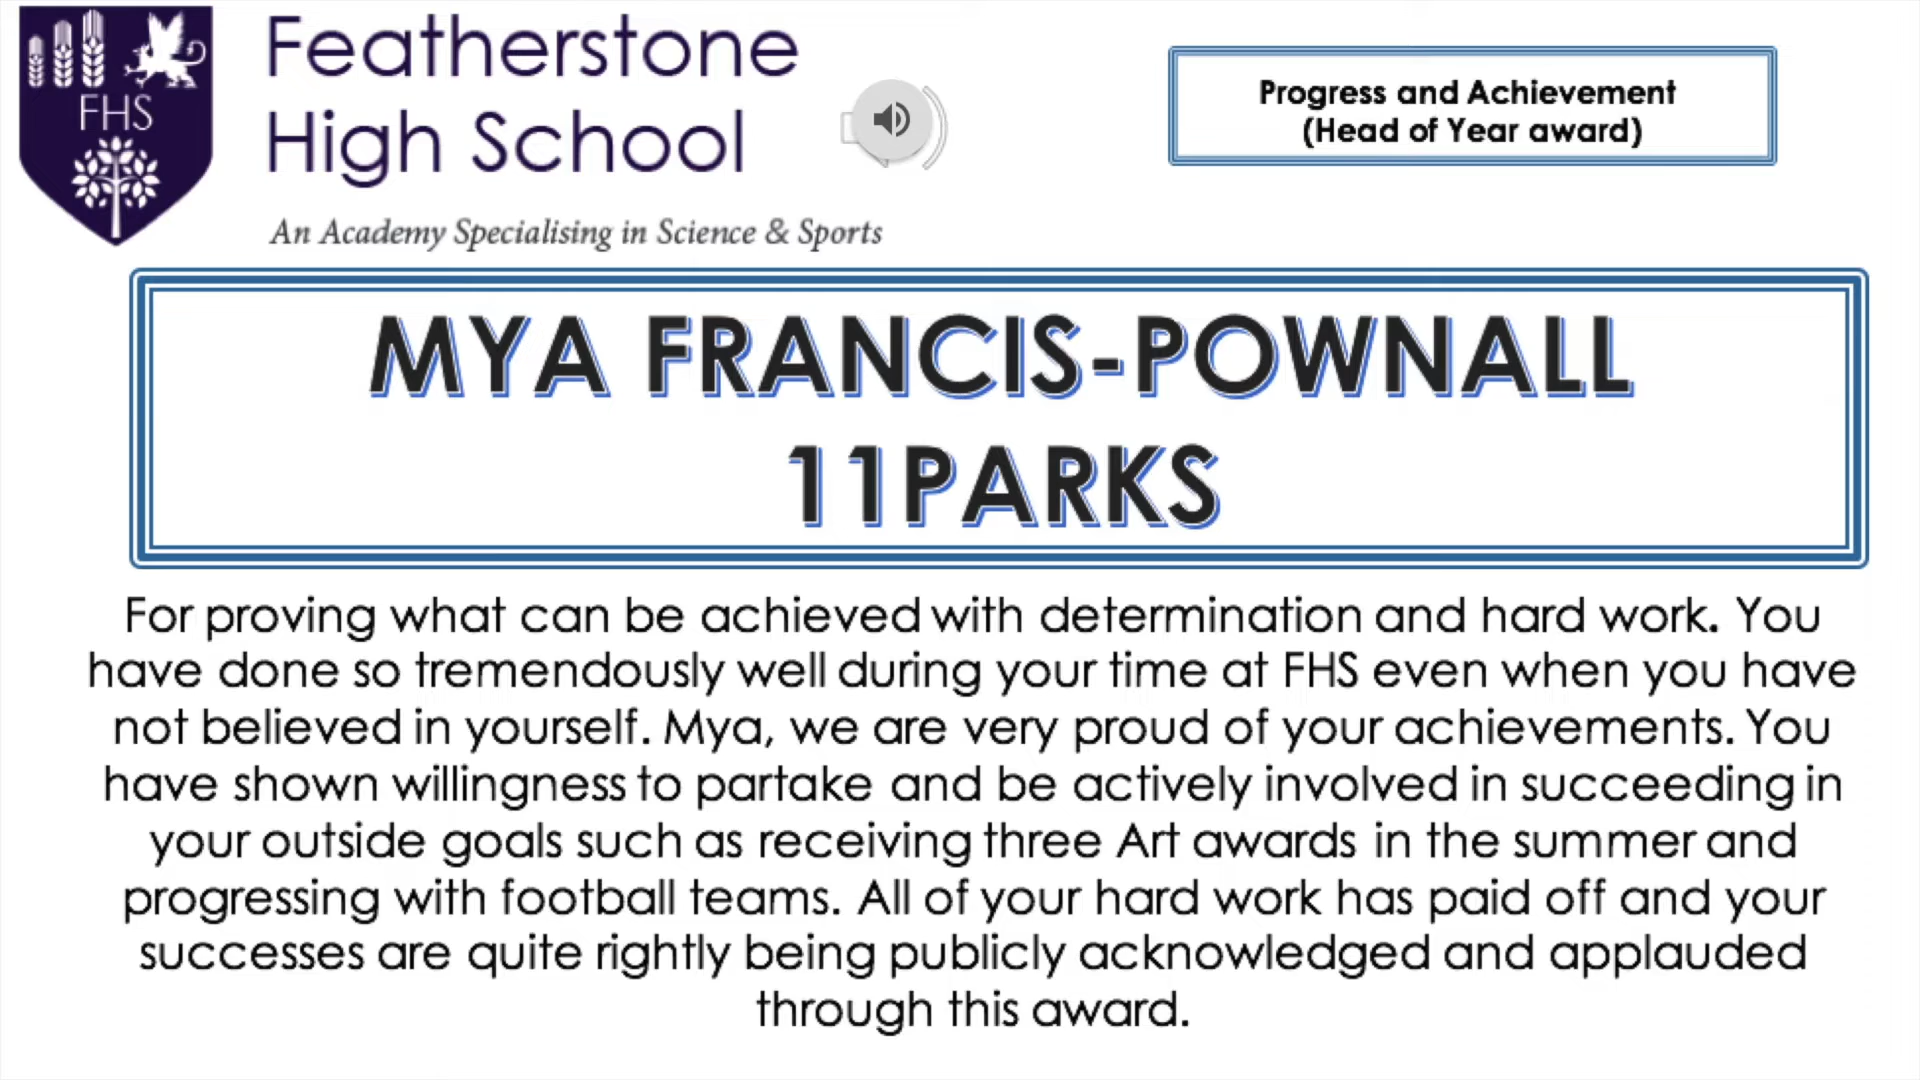 FHS
Featherstone
High School
An Academy Specialising in Science & Sports
Progress and Achievement
(Head of Year award)
MYA FRANCIS-POWNALL
11PARKS
For proving what can be achieved with determination and hard work. You
have done so tremendously well during your time at FHS even when you have
not believed in yourself. Mya, we are very proud of your achievements. You
have shown willingness to partake and be actively involved in succeeding in
your outside goals such as receiving three Art awards in the summer and
progressing with football teams. All of your hard work has paid off and your
successes are quite rightly being publicly acknowledged and applauded
through this award.